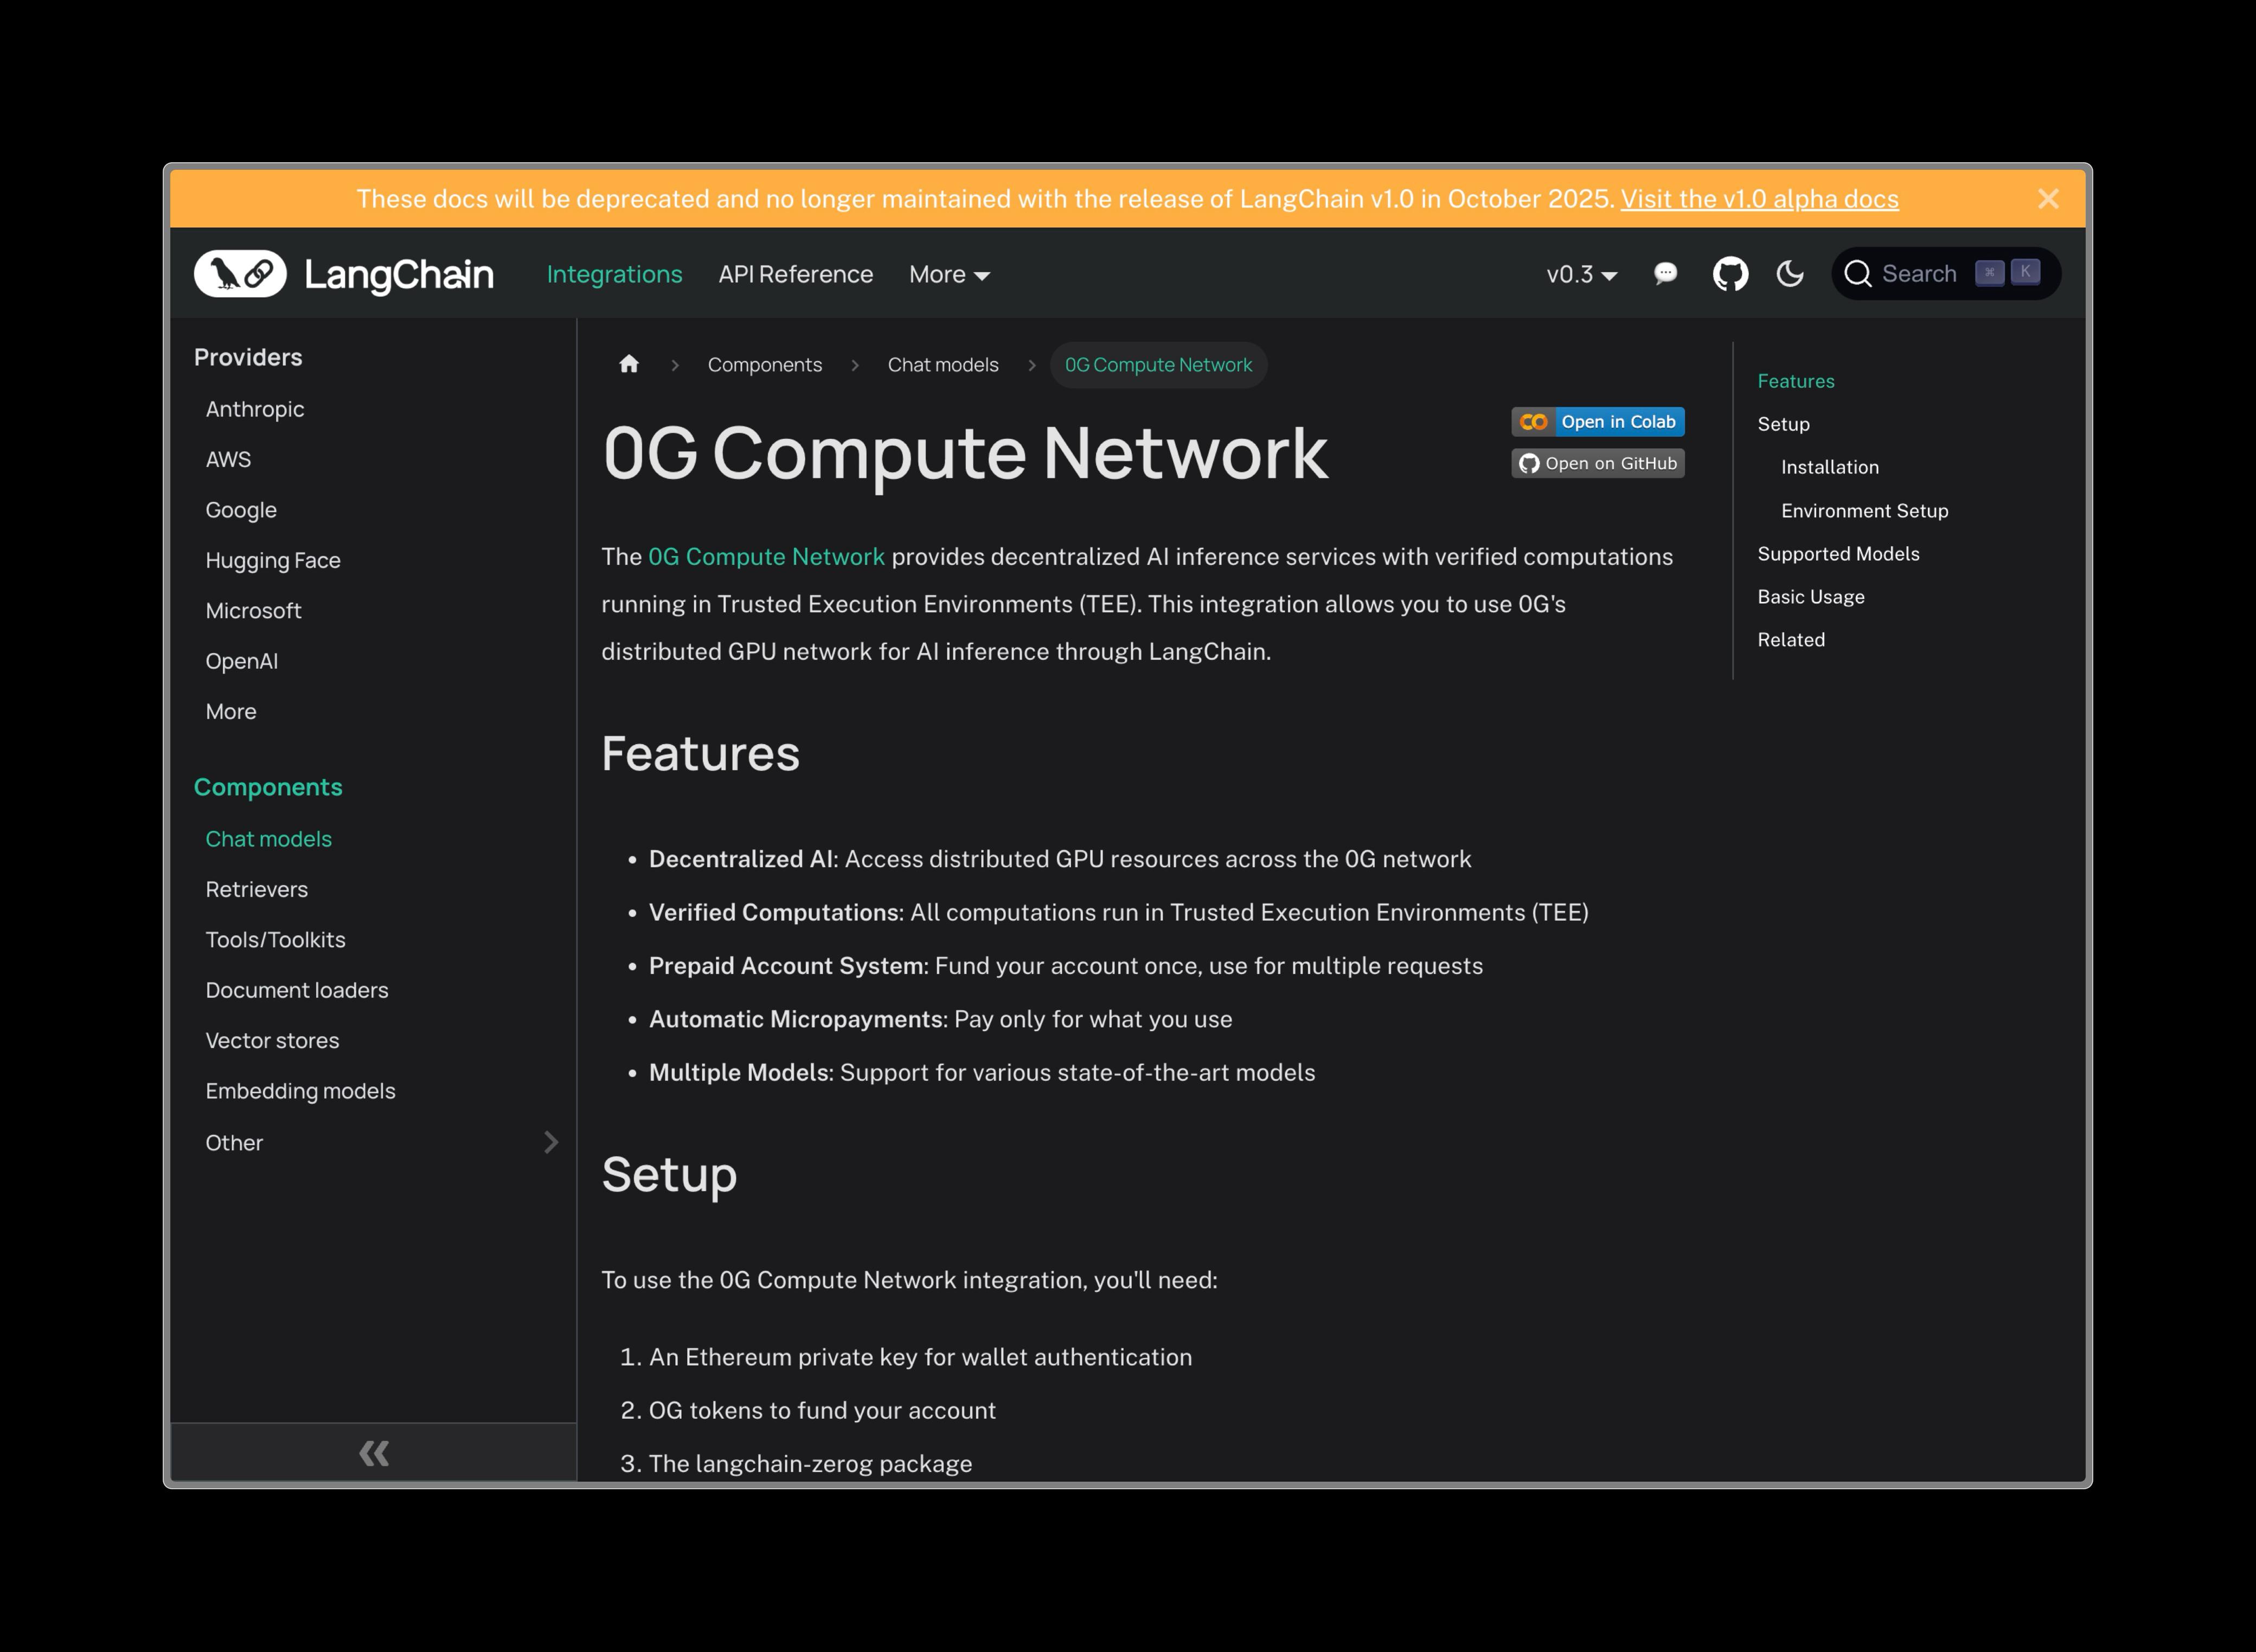 These docs will be deprecated and no longer maintained with the release of LangChain v1.0 in October 2025. Visit the v1.0 alpha docs
LangChain
Integrations
API Reference
More
v0.3
Search
⌘ K
Providers
Anthropic
AWS
Google
Hugging Face
Microsoft
OpenAI
More
Components
Chat models
Retrievers
Tools/Toolkits
Document loaders
Vector stores
Embedding models
Other
Components
Chat models
0G Compute Network
0G Compute Network
Open in Colab
Open on GitHub
The 0G Compute Network provides decentralized AI inference services with verified computations
running in Trusted Execution Environments (TEE). This integration allows you to use 0G's
distributed GPU network for AI inference through LangChain.
Features
• Decentralized AI: Access distributed GPU resources across the 0G network
• Verified Computations: All computations run in Trusted Execution Environments (TEE)
• Prepaid Account System: Fund your account once, use for multiple requests
• Automatic Micropayments: Pay only for what you use
• Multiple Models: Support for various state-of-the-art models
Setup
To use the 0G Compute Network integration, you'll need:
1. An Ethereum private key for wallet authentication
2. OG tokens to fund your account
3. The langchain-zerog package
Features
Setup
Installation
Environment Setup
Supported Models
Basic Usage
Related